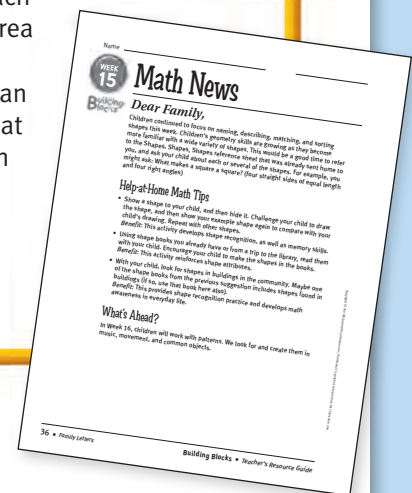 ch
rea
an
at
n
Name
WEEK
15
Building
Blocks
Math News
Dear Family,
Children continued to focus on naming, describing, matching, and sorting
shapes this week. Children's geometry skills are growing as they become
more familiar with a wide variety of shapes. This would be a good time to refer
to the Shapes, Shapes, Shapes reference sheet that was already sent home to
you, and ask your child about each or several of the shapes. For example, you
might ask: What makes a square a square? (four straight sides of equal length
and four right angles)
Help-at-Home Math Tips
• Show a shape to your child, and then hide it. Challenge your child to draw
the shape, and then show your example shape again to compare with your
child's drawing. Repeat with other shapes.
Benefit: This activity develops shape recognition, as well as memory skills.
• Using shape books you already have or from a trip to the library, read them
with your child. Encourage your child to make the shapes in the books.
Benefit: This activity reinforces shape attributes.
• With your child, look for shapes in buildings in the community. Maybe one
of the shape books from the previous suggestion includes shapes found in
buildings (if so, use that book here also).
Benefit: This provides shape recognition practice and develops math
awareness in everyday life.
What's Ahead?
In Week 16, children will work with patterns. We look for and create them in
music, movement, and common objects.
36 • Family Letters
Building Blocks • Teacher's Resource Guide